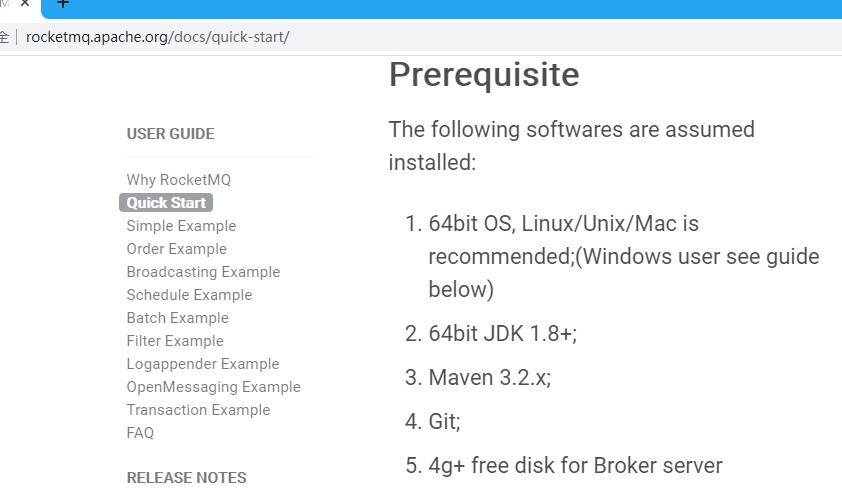 M
全 | rocketmq.apache.org/docs/quick-start/
Prerequisite
USER GUIDE
Why RocketMQ
Quick Start
Simple Example
Order Example
Broadcasting Example
Schedule Example
Batch Example
Filter Example
Logappender Example
OpenMessaging Example
Transaction Example
FAQ
RELEASE NOTES
The following softwares are assumed
installed:
1. 64bit OS, Linux/Unix/Mac is
recommended;(Windows user see guide
below)
2. 64bit JDK 1.8+;
3. Maven 3.2.x;
4. Git;
5. 4g+ free disk for Broker server